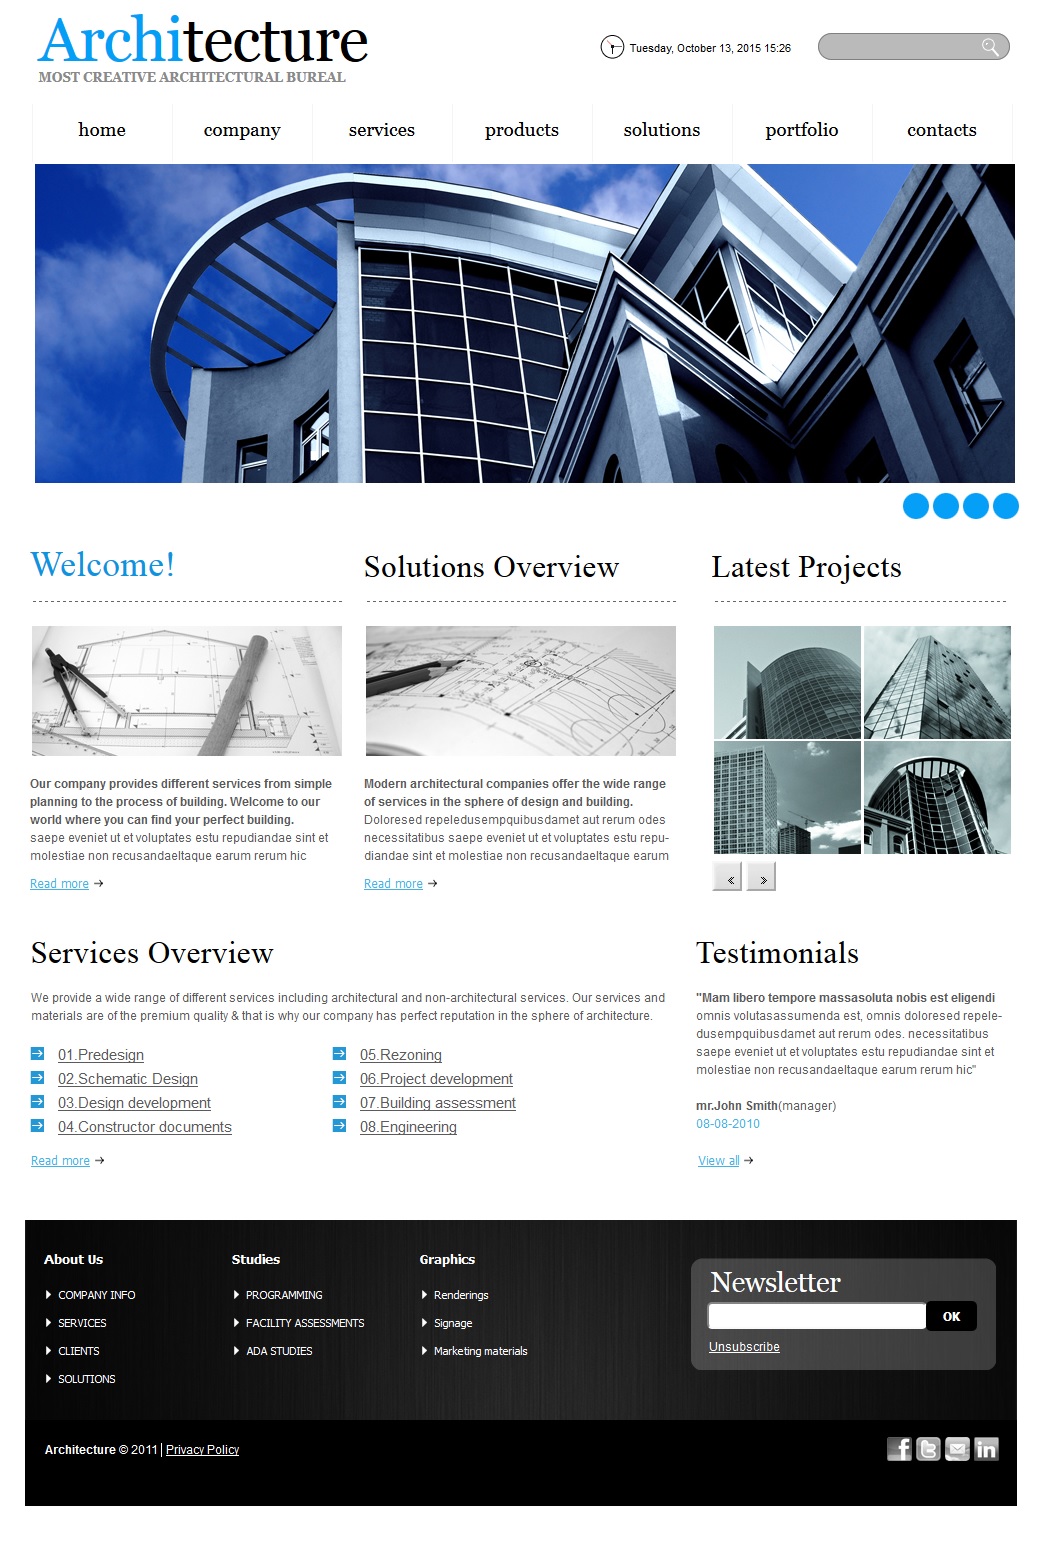 Architecture
MOST CREATIVE ARCHITECTURAL BUREAL
Tuesday, October 13, 2015 15:26
home
company
services
products
solutions
portfolio
contacts
Welcome!
Our company provides different services from simple
planning to the process of building. Welcome to our
world where you can find your perfect building.
saepe eveniet ut et voluptates estu repudiandae sint et
molestiae non recusandaeltaque earum rerum hic
Read more
Solutions Overview
Modern architectural companies offer the wide range
of services in the sphere of design and building.
Doloresed repeledusempquibusdamet aut rerum odes
necessitatibus saepe eveniet ut et voluptates estu repu-
diandae sint et molestiae non recusandaeltaque earum
Read more
Latest Projects
«
»
Services Overview
We provide a wide range of different services including architectural and non-architectural services. Our services and
materials are of the premium quality & that is why our company has perfect reputation in the sphere of architecture.
01.Predesign
02.Schematic Design
03.Design development
04.Constructor documents
05.Rezoning
06.Project development
07.Building assessment
08.Engineering
Read more
Testimonials
"Mam libero tempore massasoluta nobis est eligendi
omnis volutasassumenda est, omnis doloresed repele-
dusempquibusdamet aut rerum odes. necessitatibus
saepe eveniet ut et voluptates estu repudiandae sint et
molestiae non recusandaeltaque earum rerum hic"
mr.John Smith(manager)
08-08-2010
View all
About Us
COMPANY INFO
SERVICES
CLIENTS
SOLUTIONS
Studies
PROGRAMMING
FACILITY ASSESSMENTS
ADA STUDIES
Graphics
Renderings
Signage
Marketing materials
Newsletter
OK
Unsubscribe
Architecture © 2011 | Privacy Policy
f
t
in